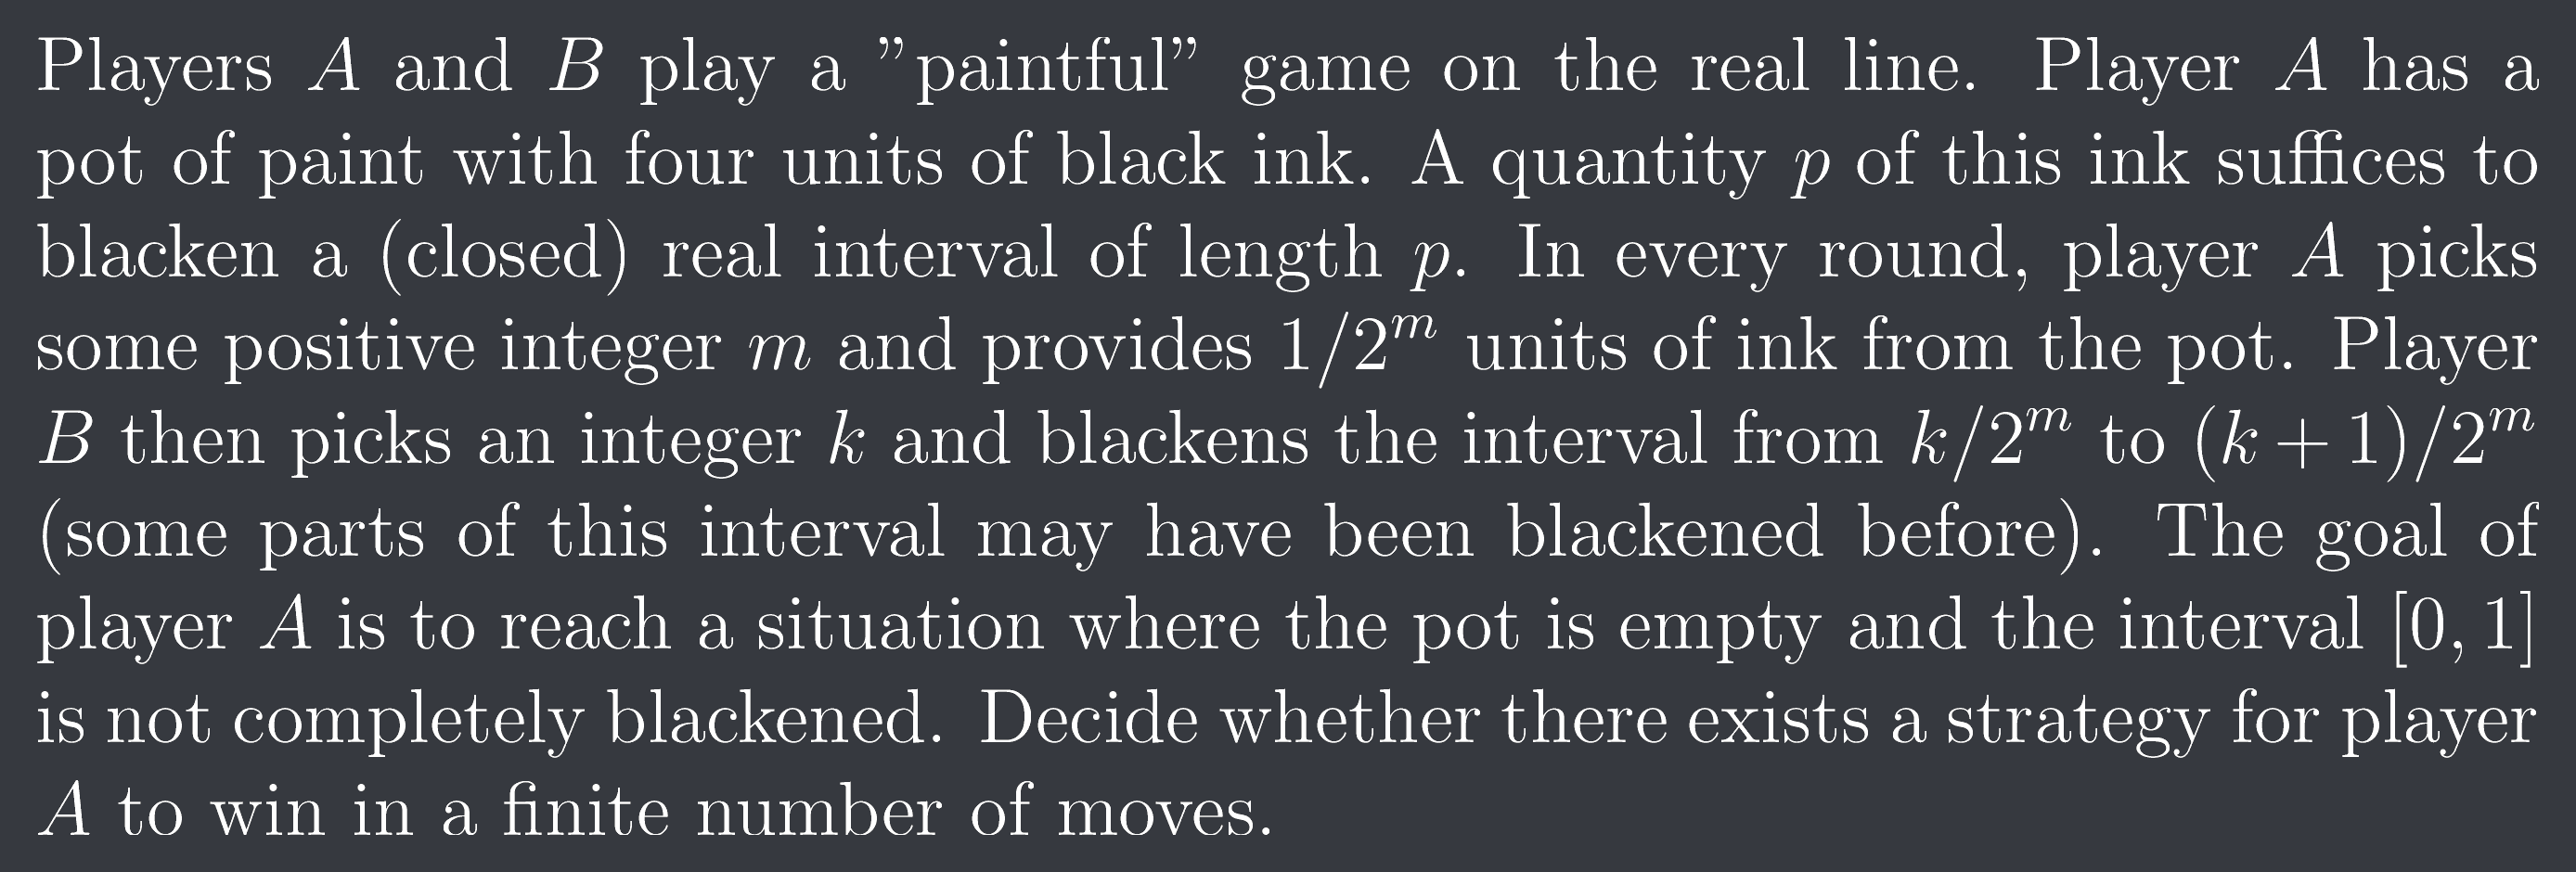 Players A and B play a ”paintful” game on the real line. Player A has a
pot of paint with four units of black ink. A quantity p of this ink suffices to
blacken a (closed) real interval of length p. In every round, player A picks
some positive integer m and provides 1/2^m units of ink from the pot. Player
B then picks an integer k and blackens the interval from k/2^m to (k + 1)/2^m
(some parts of this interval may have been blackened before). The goal of
player A is to reach a situation where the pot is empty and the interval [0, 1]
is not completely blackened. Decide whether there exists a strategy for player
A to win in a finite number of moves.